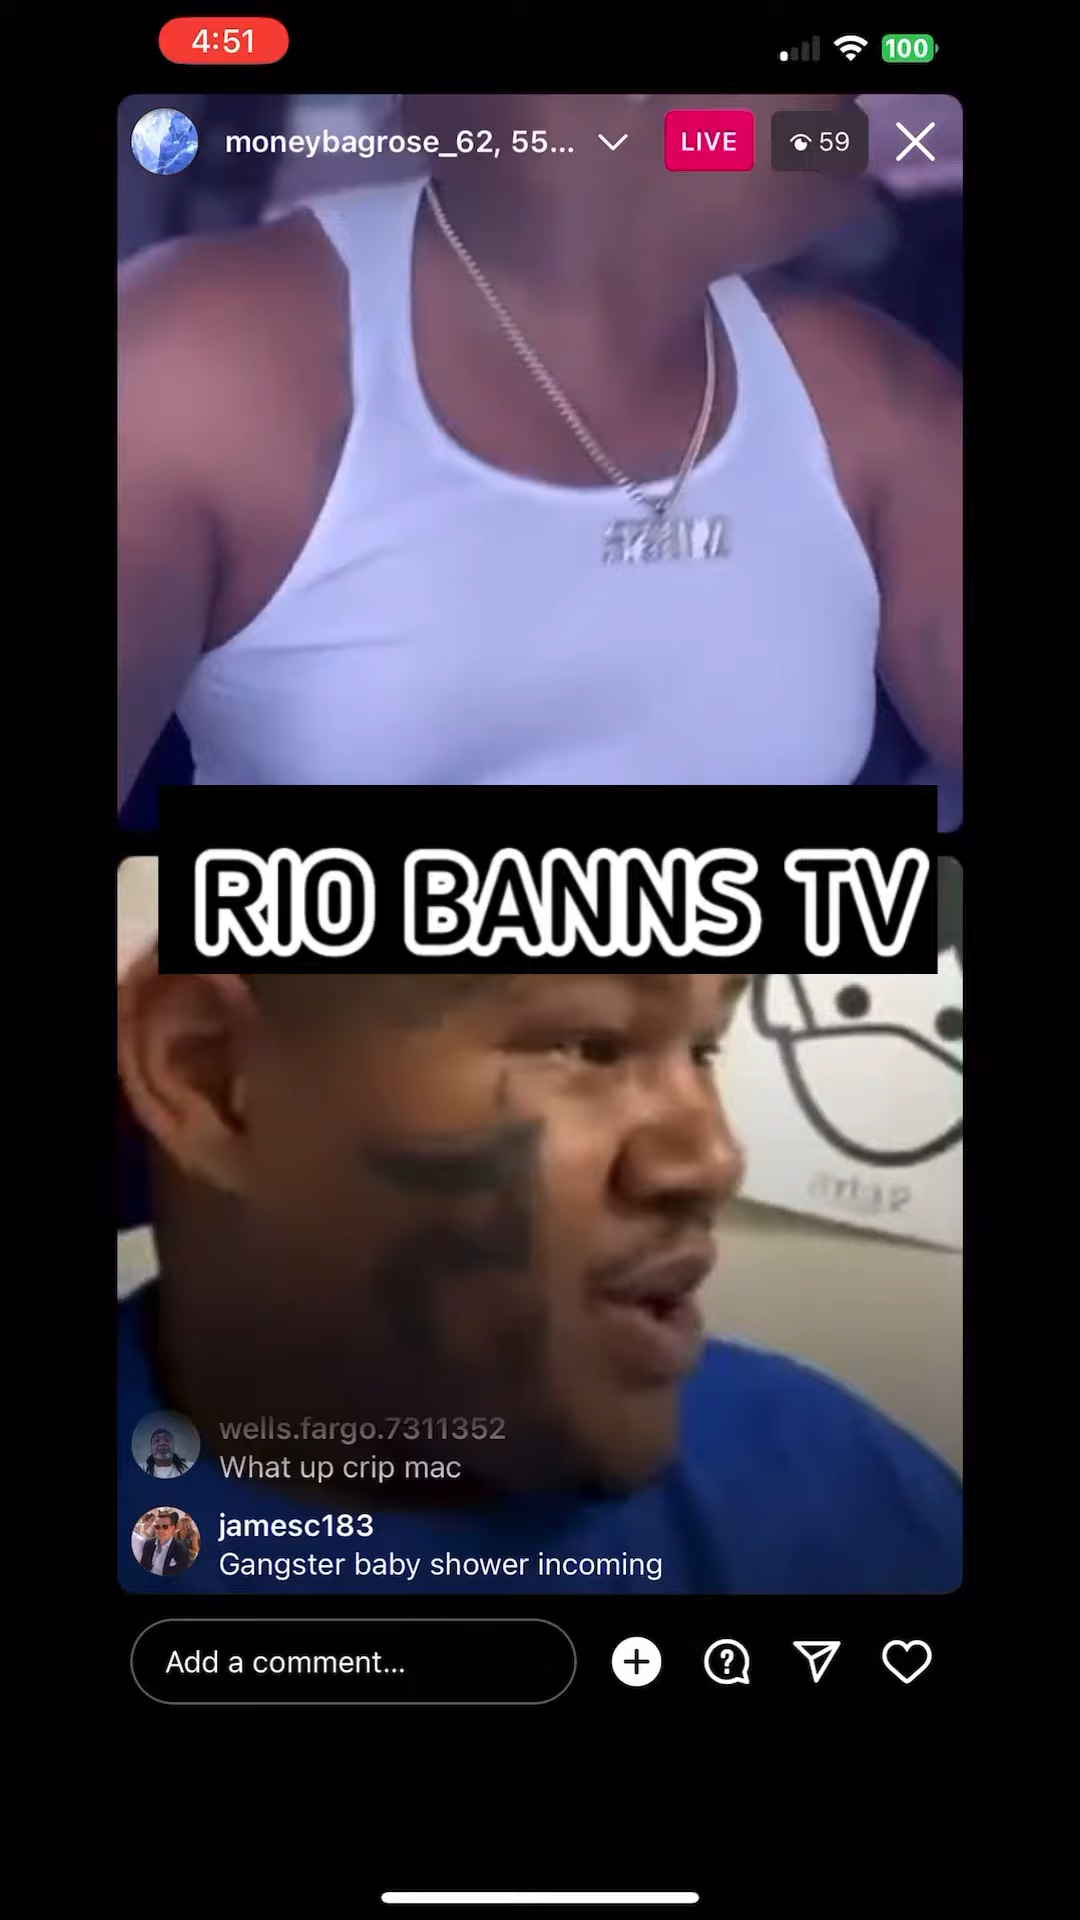 4:51
100
moneybagrose_62, 55...
LIVE
59
RIO BANNS TV
wells.fargo.7311352
What up crip mac
jamesc183
Gangster baby shower incoming
Add a comment...